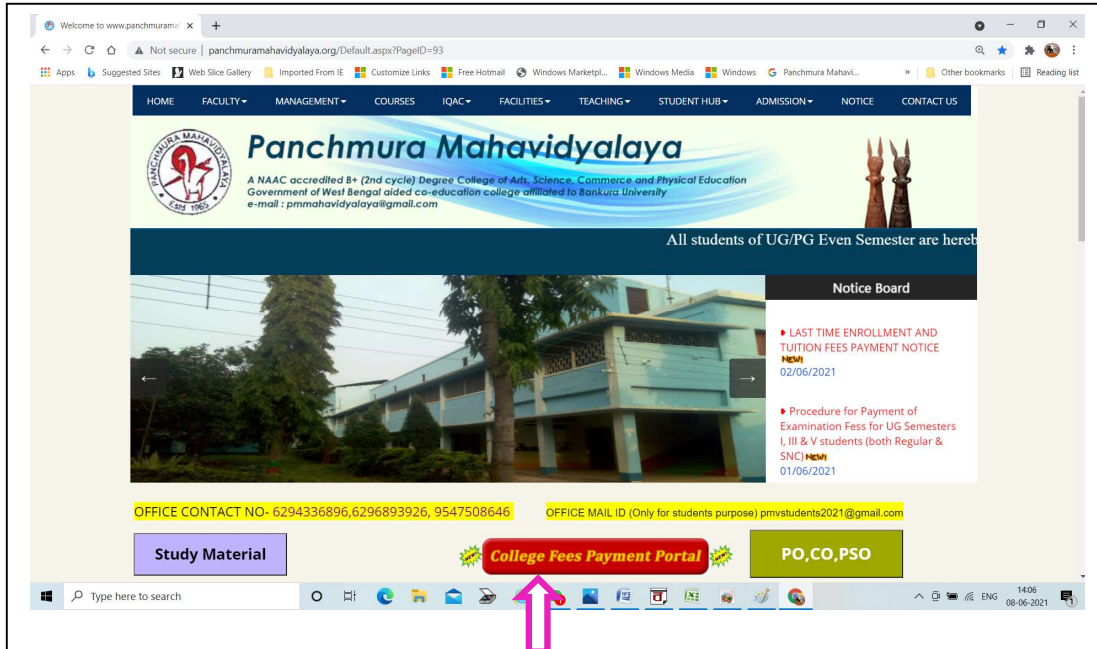 Welcome to www.panchmuramal
Not secure | panchmuramahavidyalaya.org/Default.aspx?PageID=93
Apps Suggested Sites Web Slice Gallery Imported From IE Customize Links Free Hotmail Windows Marketpl... Windows Media Windows Panchmura Mahavi... » Other bookmarks Reading list
HOME FACULTY MANAGEMENT COURSES IQAC FACILITIES TEACHING STUDENT HUB ADMISSION NOTICE CONTACT US
PANCHMURA MAHAVIDYALAYA
Estd 1965
Panchmura Mahavidyalaya
A NAAC accredited B+ (2nd cycle) Degree College of Arts, Science, Commerce and Physical Education
Government of West Bengal aided co-education college affiliated to Bankura University
e-mail : pmmahavidyalaya@gmail.com
All students of UG/PG Even Semester are hereb
Notice Board
LAST TIME ENROLLMENT AND
TUITION FEES PAYMENT NOTICE
NEW!
02/06/2021
Procedure for Payment of
Examination Fess for UG Semesters
I, III & V students (both Regular &
SNC) NEW!
01/06/2021
OFFICE CONTACT NO- 6294336896,6296893926, 9547508646
OFFICE MAIL ID (Only for students purpose) pmvstudents2021@gmail.com
Study Material
NEW! College Fees Payment Portal NEW!
PO,CO,PSO
Type here to search
ENG
14:06
08-06-2021